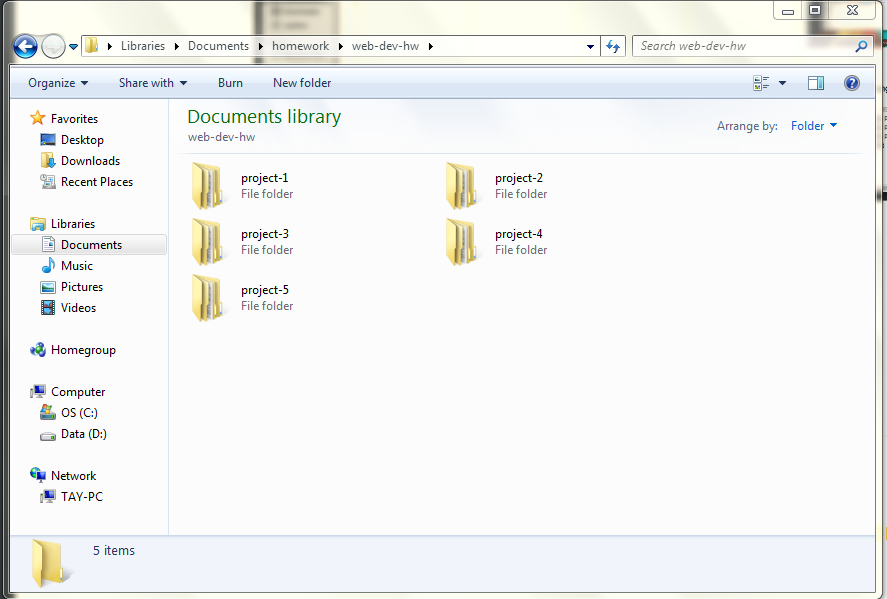 Libraries Documents homework web-dev-hw
Search web-dev-hw
Organize Share with Burn New folder
Favorites
Desktop
Downloads
Recent Places
Libraries
Documents
Music
Pictures
Videos
Homegroup
Computer
OS (C:)
Data (D:)
Network
TAY-PC
Documents library
web-dev-hw
Arrange by: Folder
project-1
File folder
project-2
File folder
project-3
File folder
project-4
File folder
project-5
File folder
5 items